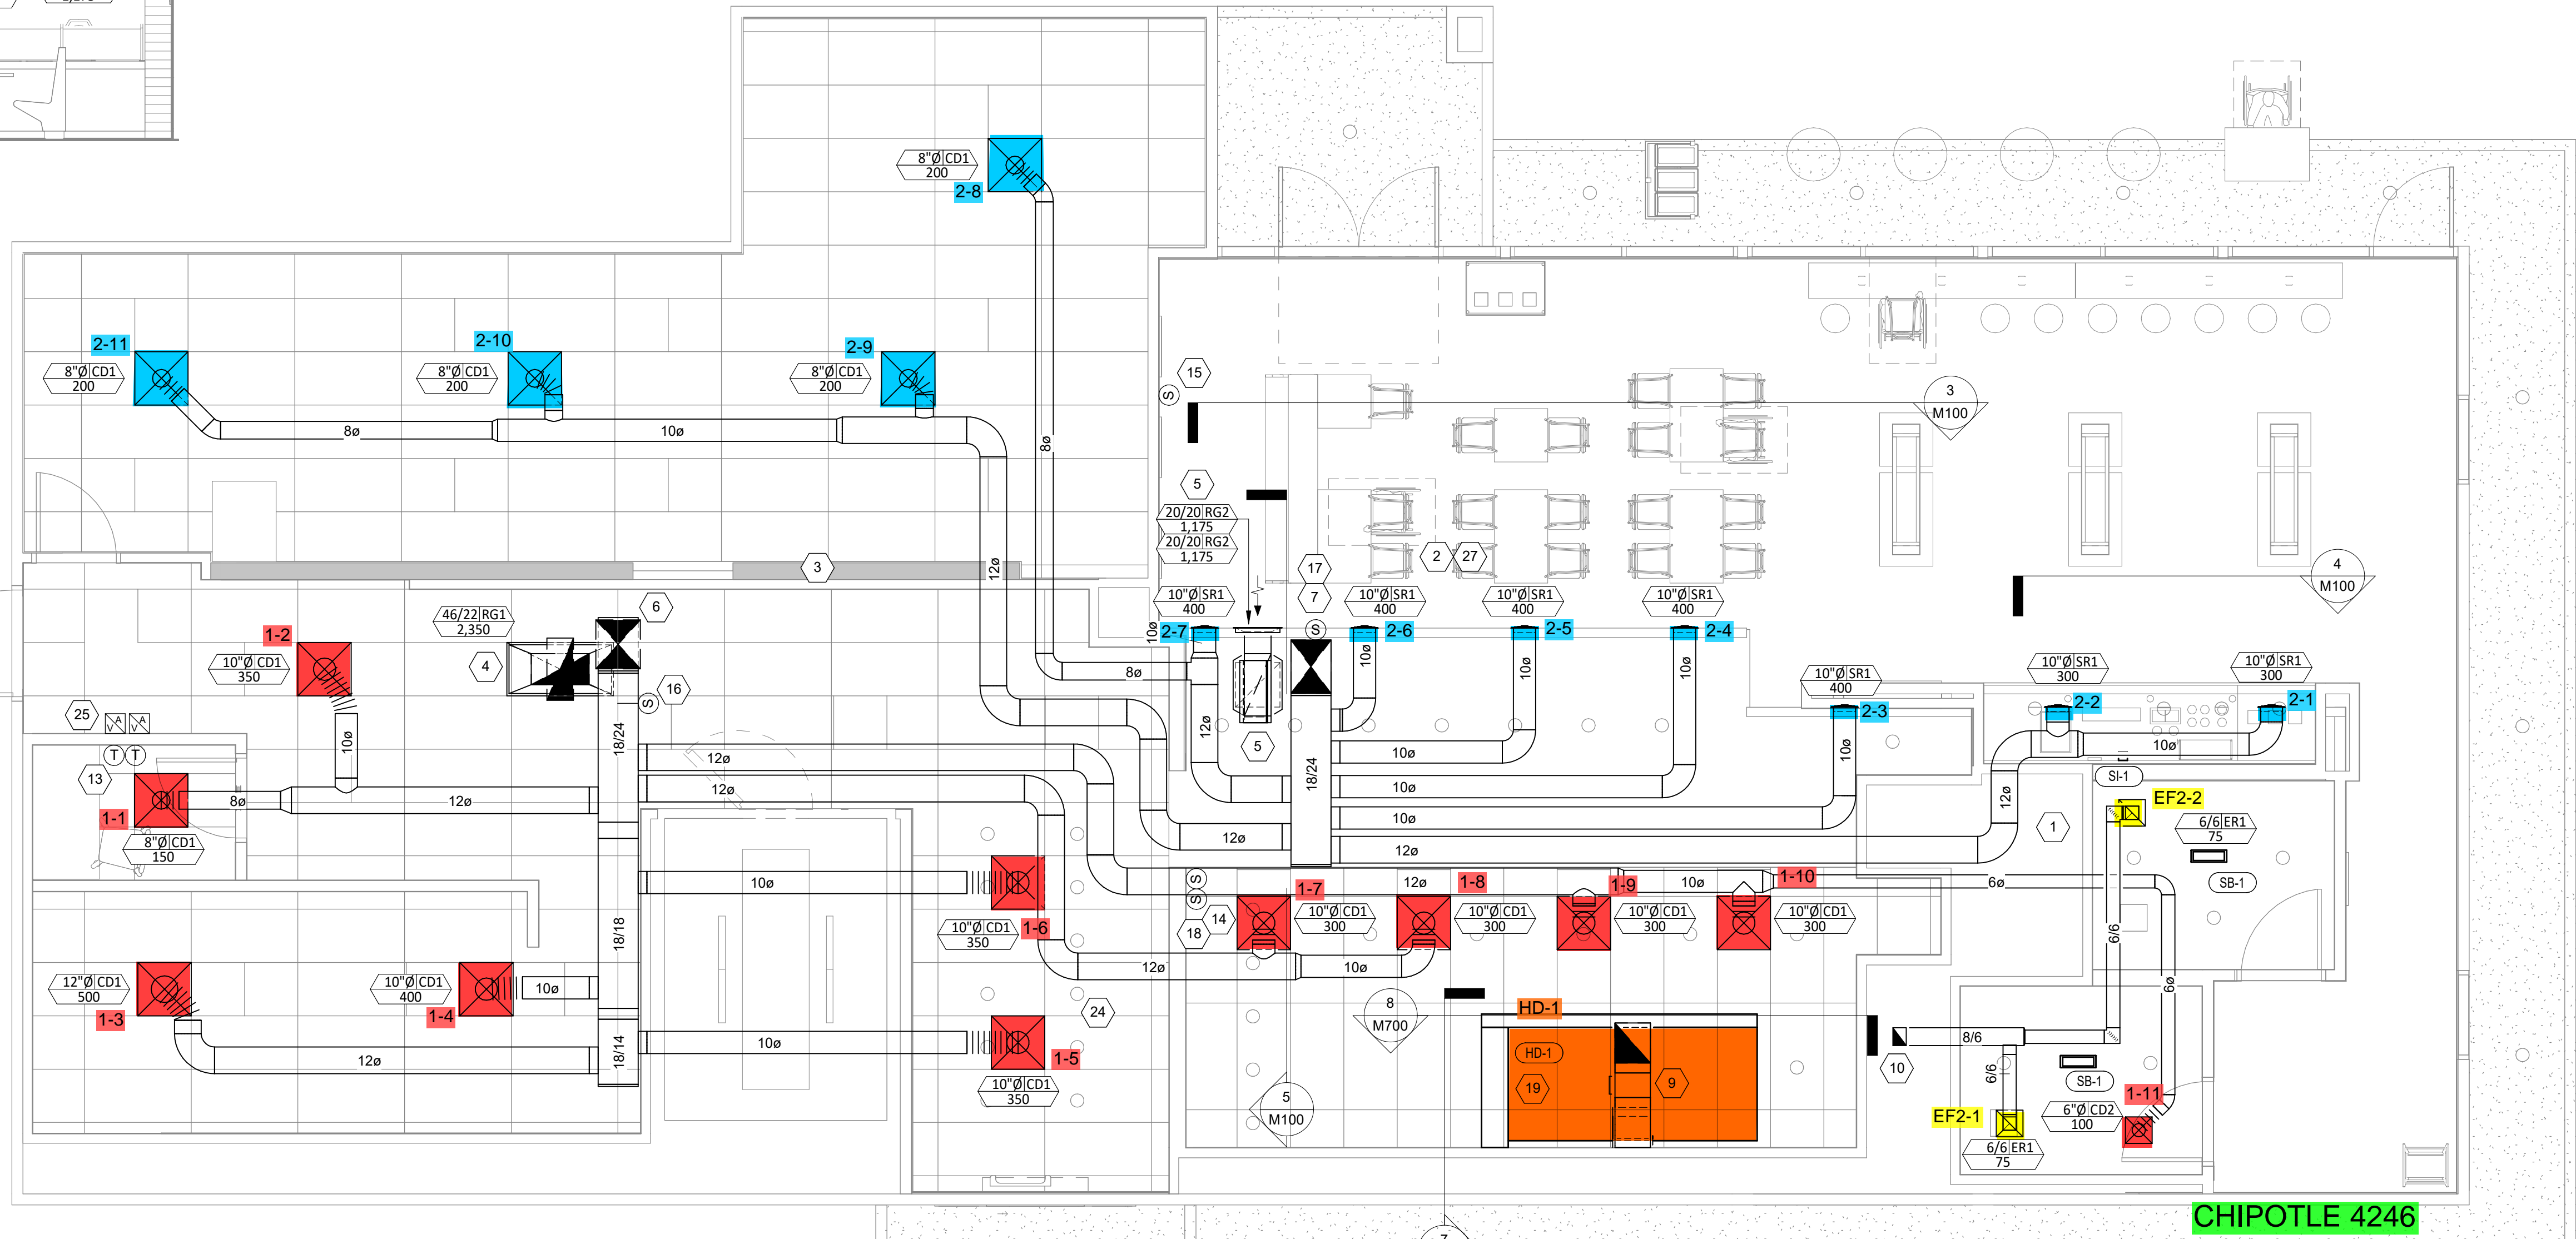 8"Ø CD1
200
2-8
2-11
2-10
2-9
8"Ø CD1
200
8"Ø CD1
200
8"Ø CD1
200
8ø
10ø
8ø
12ø
15
S
3
M100
5
20/20 RG2
1,175
20/20 RG2
1,175
3
2
27
17
7
4
M100
10"Ø SR1
400
10"Ø SR1
400
10"Ø SR1
400
10"Ø SR1
400
46/22 RG1
2,350
6
1-2
10ø
2-7
S
2-6
2-5
2-4
10"Ø CD1
350
4
16
S
8ø
10ø
10ø
10ø
10"Ø SR1
400
10"Ø SR1
300
10"Ø SR1
300
25
V A
V A
2-3
2-2
2-1
10ø
18/24
12ø
5
10ø
10ø
10ø
T
T
13
12ø
12ø
18/24
10ø
10ø
12ø
SI-1
1-1
8ø
12ø
8"Ø CD1
150
12ø
12ø
1
EF2-2
6/6 ER1
75
SB-1
10ø
S
S
1-7
12ø
1-8
1-9
10ø
1-10
6ø
10"Ø CD1
350
1-6
14
18
10"Ø CD1
300
10"Ø CD1
300
10"Ø CD1
300
10"Ø CD1
300
18/18
6/6
12"Ø CD1
500
1-3
10"Ø CD1
400
1-4
10ø
12ø
10ø
6ø
24
8
M700
HD-1
12ø
18/14
10ø
1-5
10"Ø CD1
350
HD-1
19
9
8/6
10
6/6
SB-1
1-11
5
M100
EF2-1
6"Ø CD2
100
6/6 ER1
75
CHIPOTLE 4246